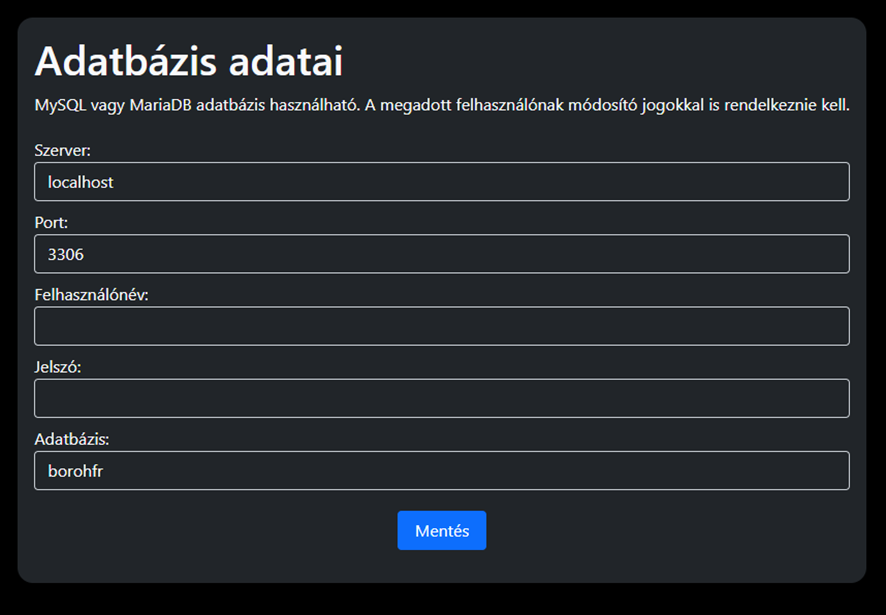 Adatbázis adatai
MySQL vagy MariaDB adatbázis használható. A megadott felhasználónak módosító jogokkal is rendelkeznie kell.
Szerver:
localhost
Port:
3306
Felhasználónév:
Jelszó:
Adatbázis:
borohfr
Mentés